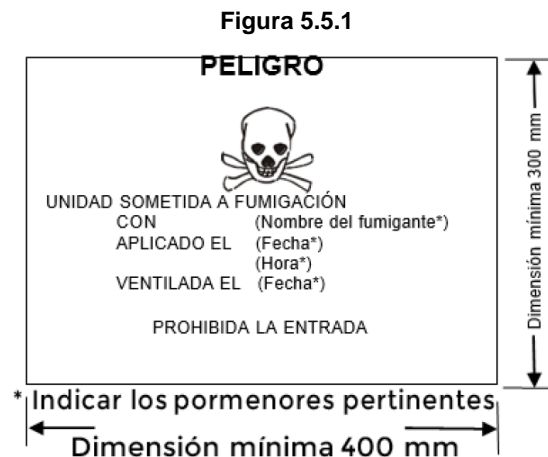 Figura 5.5.1
PELIGRO
UNIDAD SOMETIDA A FUMIGACIÓN
CON (Nombre del fumigante*)
APLICADO EL (Fecha*)
(Hora*)
VENTILADA EL (Fecha*)
PROHIBIDA LA ENTRADA
Dimensión mínima 300 mm
* Indicar los pormenores pertinentes
Dimensión mínima 400 mm